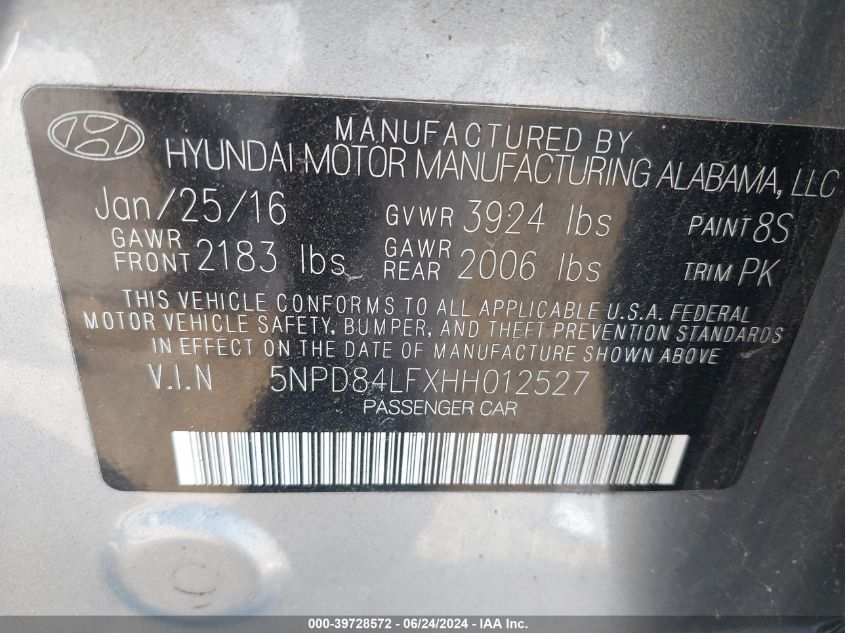 MANUFACTURED BY
HYUNDAI MOTOR MANUFACTURING ALABAMA, LLC
Jan/25/16 GVWR 3924 lbs PAINT 8S
GAWR FRONT 2183 lbs GAWR REAR 2006 lbs TRIM PK
THIS VEHICLE CONFORMS TO ALL APPLICABLE U.S.A. FEDERAL
MOTOR VEHICLE SAFETY, BUMPER, AND THEFT PREVENTION STANDARDS
IN EFFECT ON THE DATE OF MANUFACTURE SHOWN ABOVE.
V.I.N 5NPD84LFXHH012527
PASSENGER CAR
000-39728572 - 06/24/2024 - IAA Inc.